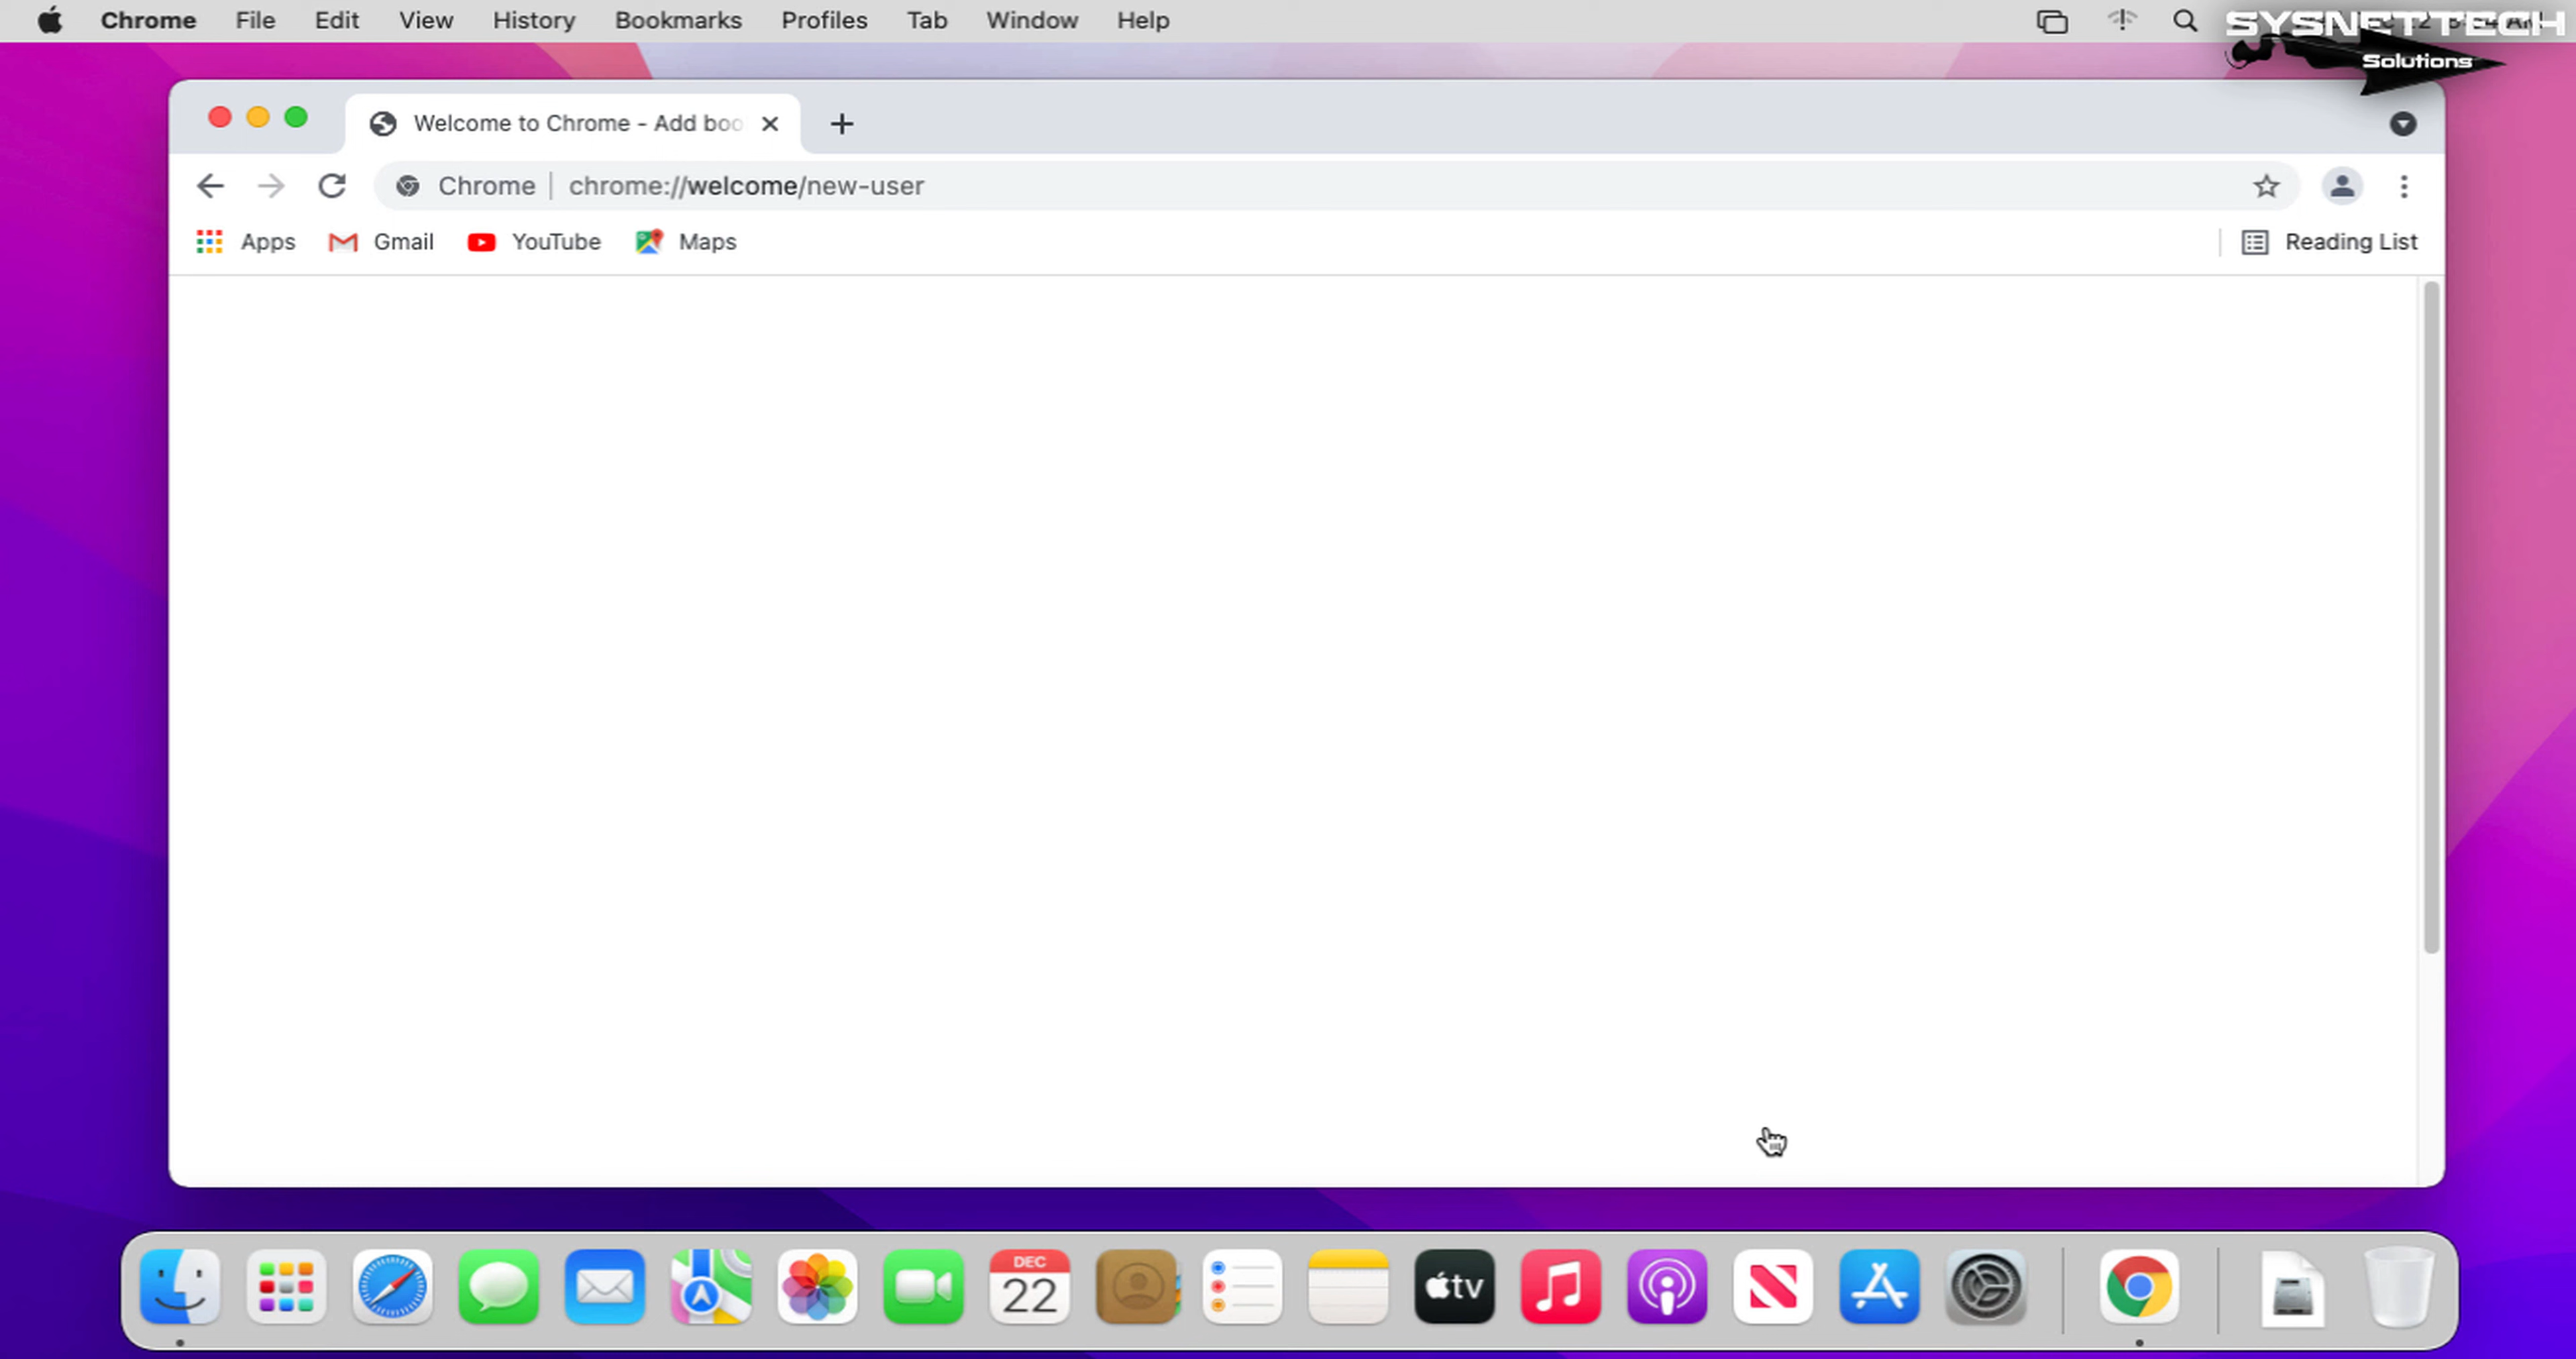 Chrome File Edit View History Bookmarks Profiles Tab Window Help
SYSNETTECH
Solutions
Welcome to Chrome - Add boo
Chrome | chrome://welcome/new-user
Apps Gmail YouTube Maps Reading List
DEC
22
tv